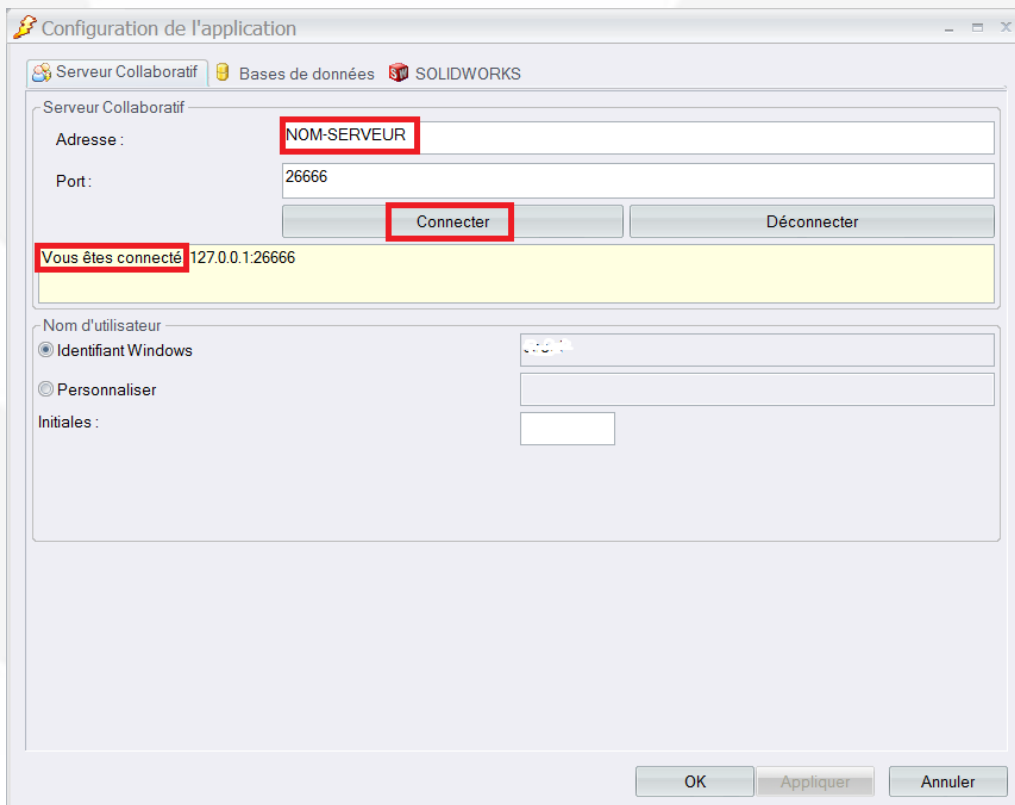 Configuration de l'application
Serveur Collaboratif Bases de données SOLIDWORKS
Serveur Collaboratif
Adresse : NOM-SERVEUR
Port : 26666
Connecter Déconnecter
Vous êtes connecté 127.0.0.1:26666
Nom d'utilisateur
Identifiant Windows
Personnaliser
Initiales :
OK Appliquer Annuler